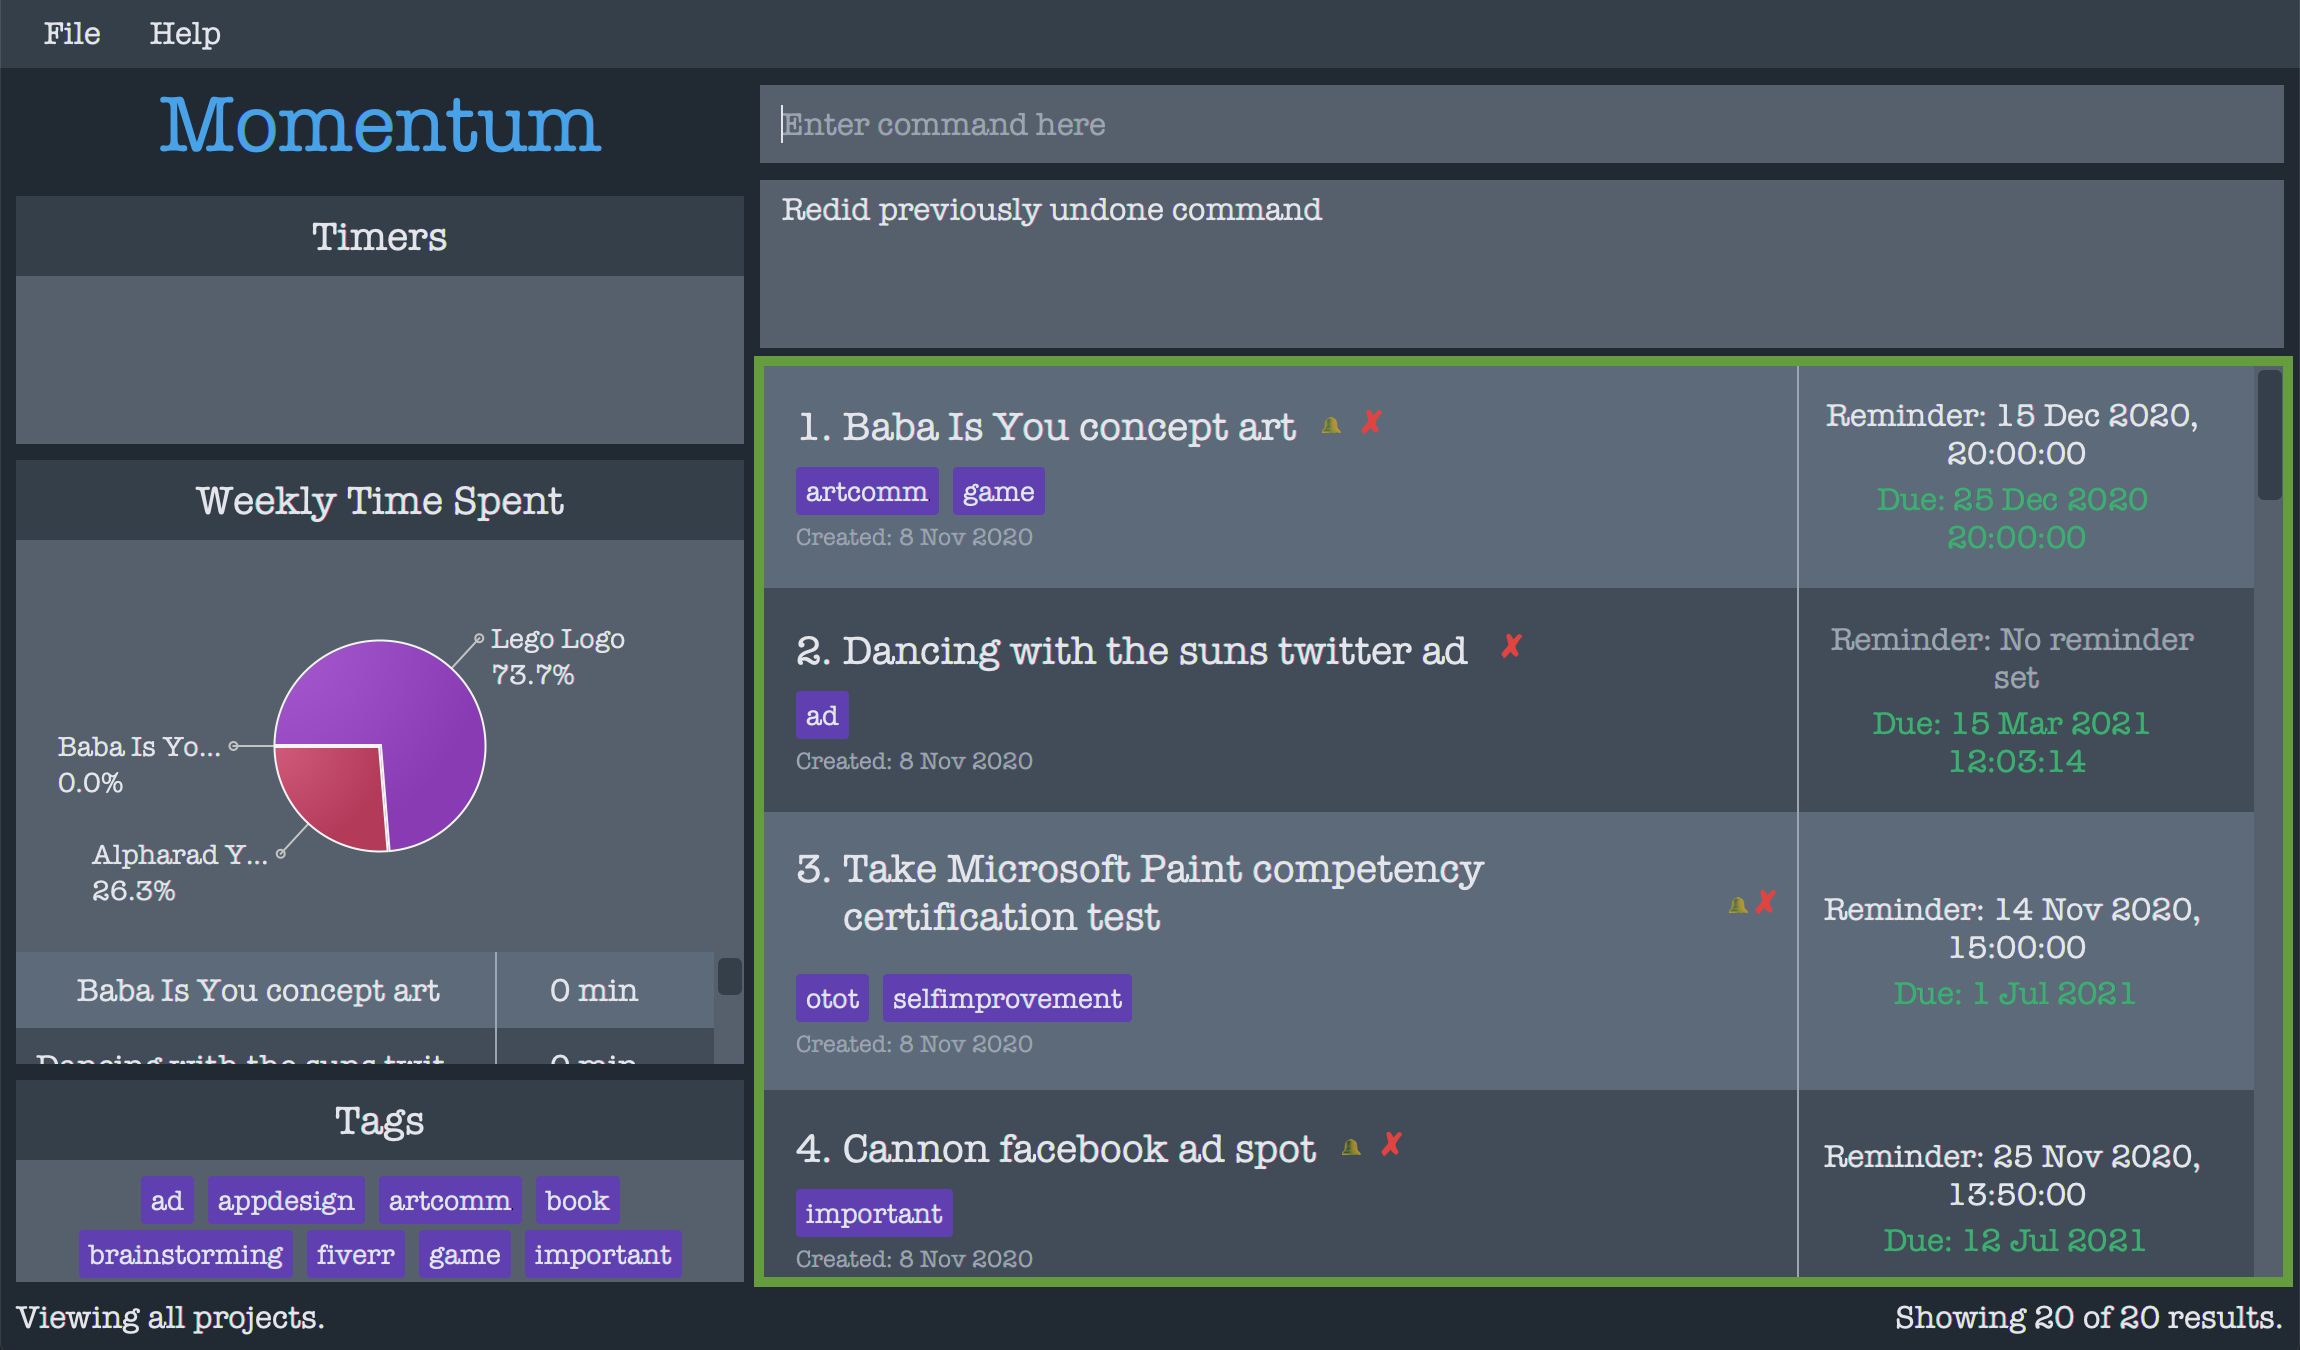 File Help
Momentum
Enter command here
Redid previously undone command
Timers
Weekly Time Spent
Lego Logo
73.7%
Baba Is Yo...
0.0%
Alpharad Y...
26.3%
Baba Is You concept art 0 min
Dancing with the suns twit 0 min
Tags
ad appdesign artcomm book
brainstorming fiverr game important
1. Baba Is You concept art
artcomm game
Created: 8 Nov 2020
Reminder: 15 Dec 2020,
20:00:00
Due: 25 Dec 2020
20:00:00
2. Dancing with the suns twitter ad
ad
Created: 8 Nov 2020
Reminder: No reminder
set
Due: 15 Mar 2021
12:03:14
3. Take Microsoft Paint competency
certification test
otot selfimprovement
Created: 8 Nov 2020
Reminder: 14 Nov 2020,
15:00:00
Due: 1 Jul 2021
4. Cannon facebook ad spot
important
Created: 8 Nov 2020
Reminder: 25 Nov 2020,
13:50:00
Due: 12 Jul 2021
Viewing all projects.
Showing 20 of 20 results.